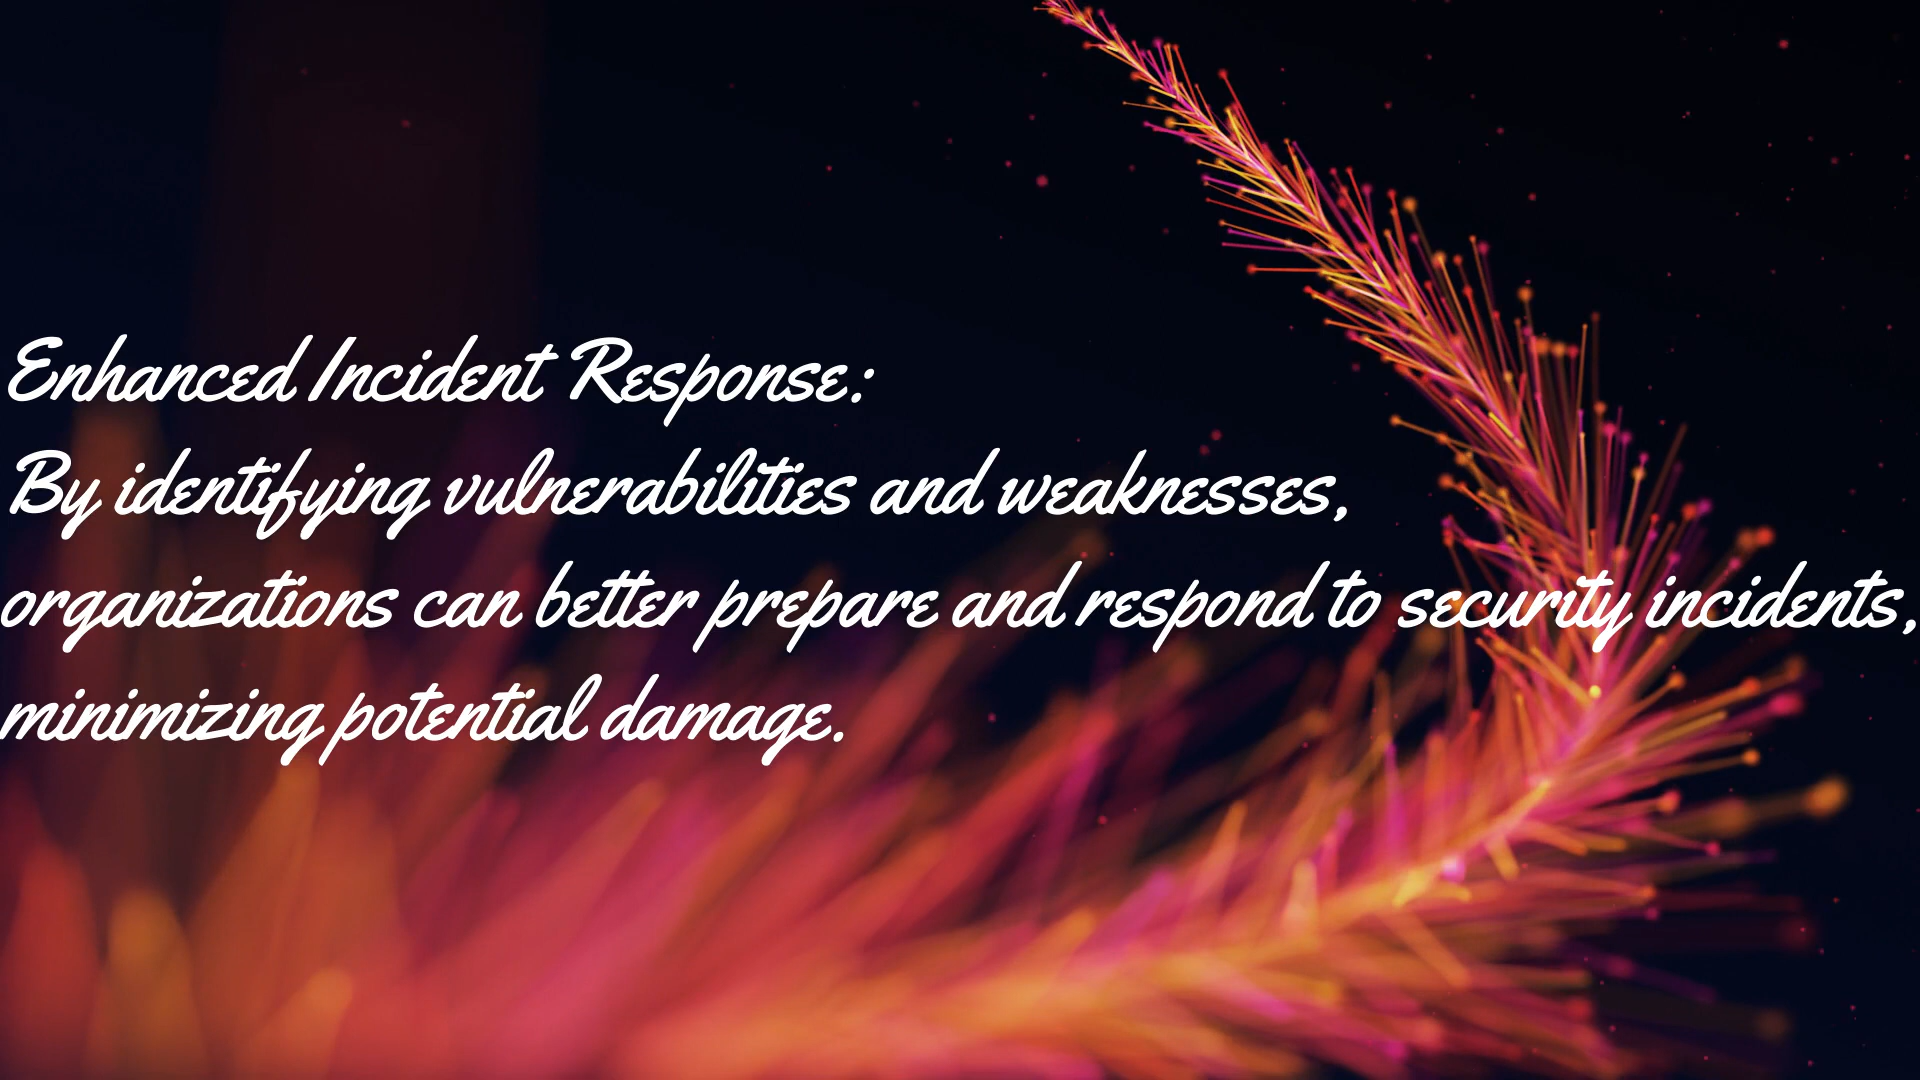 Enhanced Incident Response:
By identifying vulnerabilities and weaknesses,
organizations can better prepare and respond to security incidents,
minimizing potential damage.